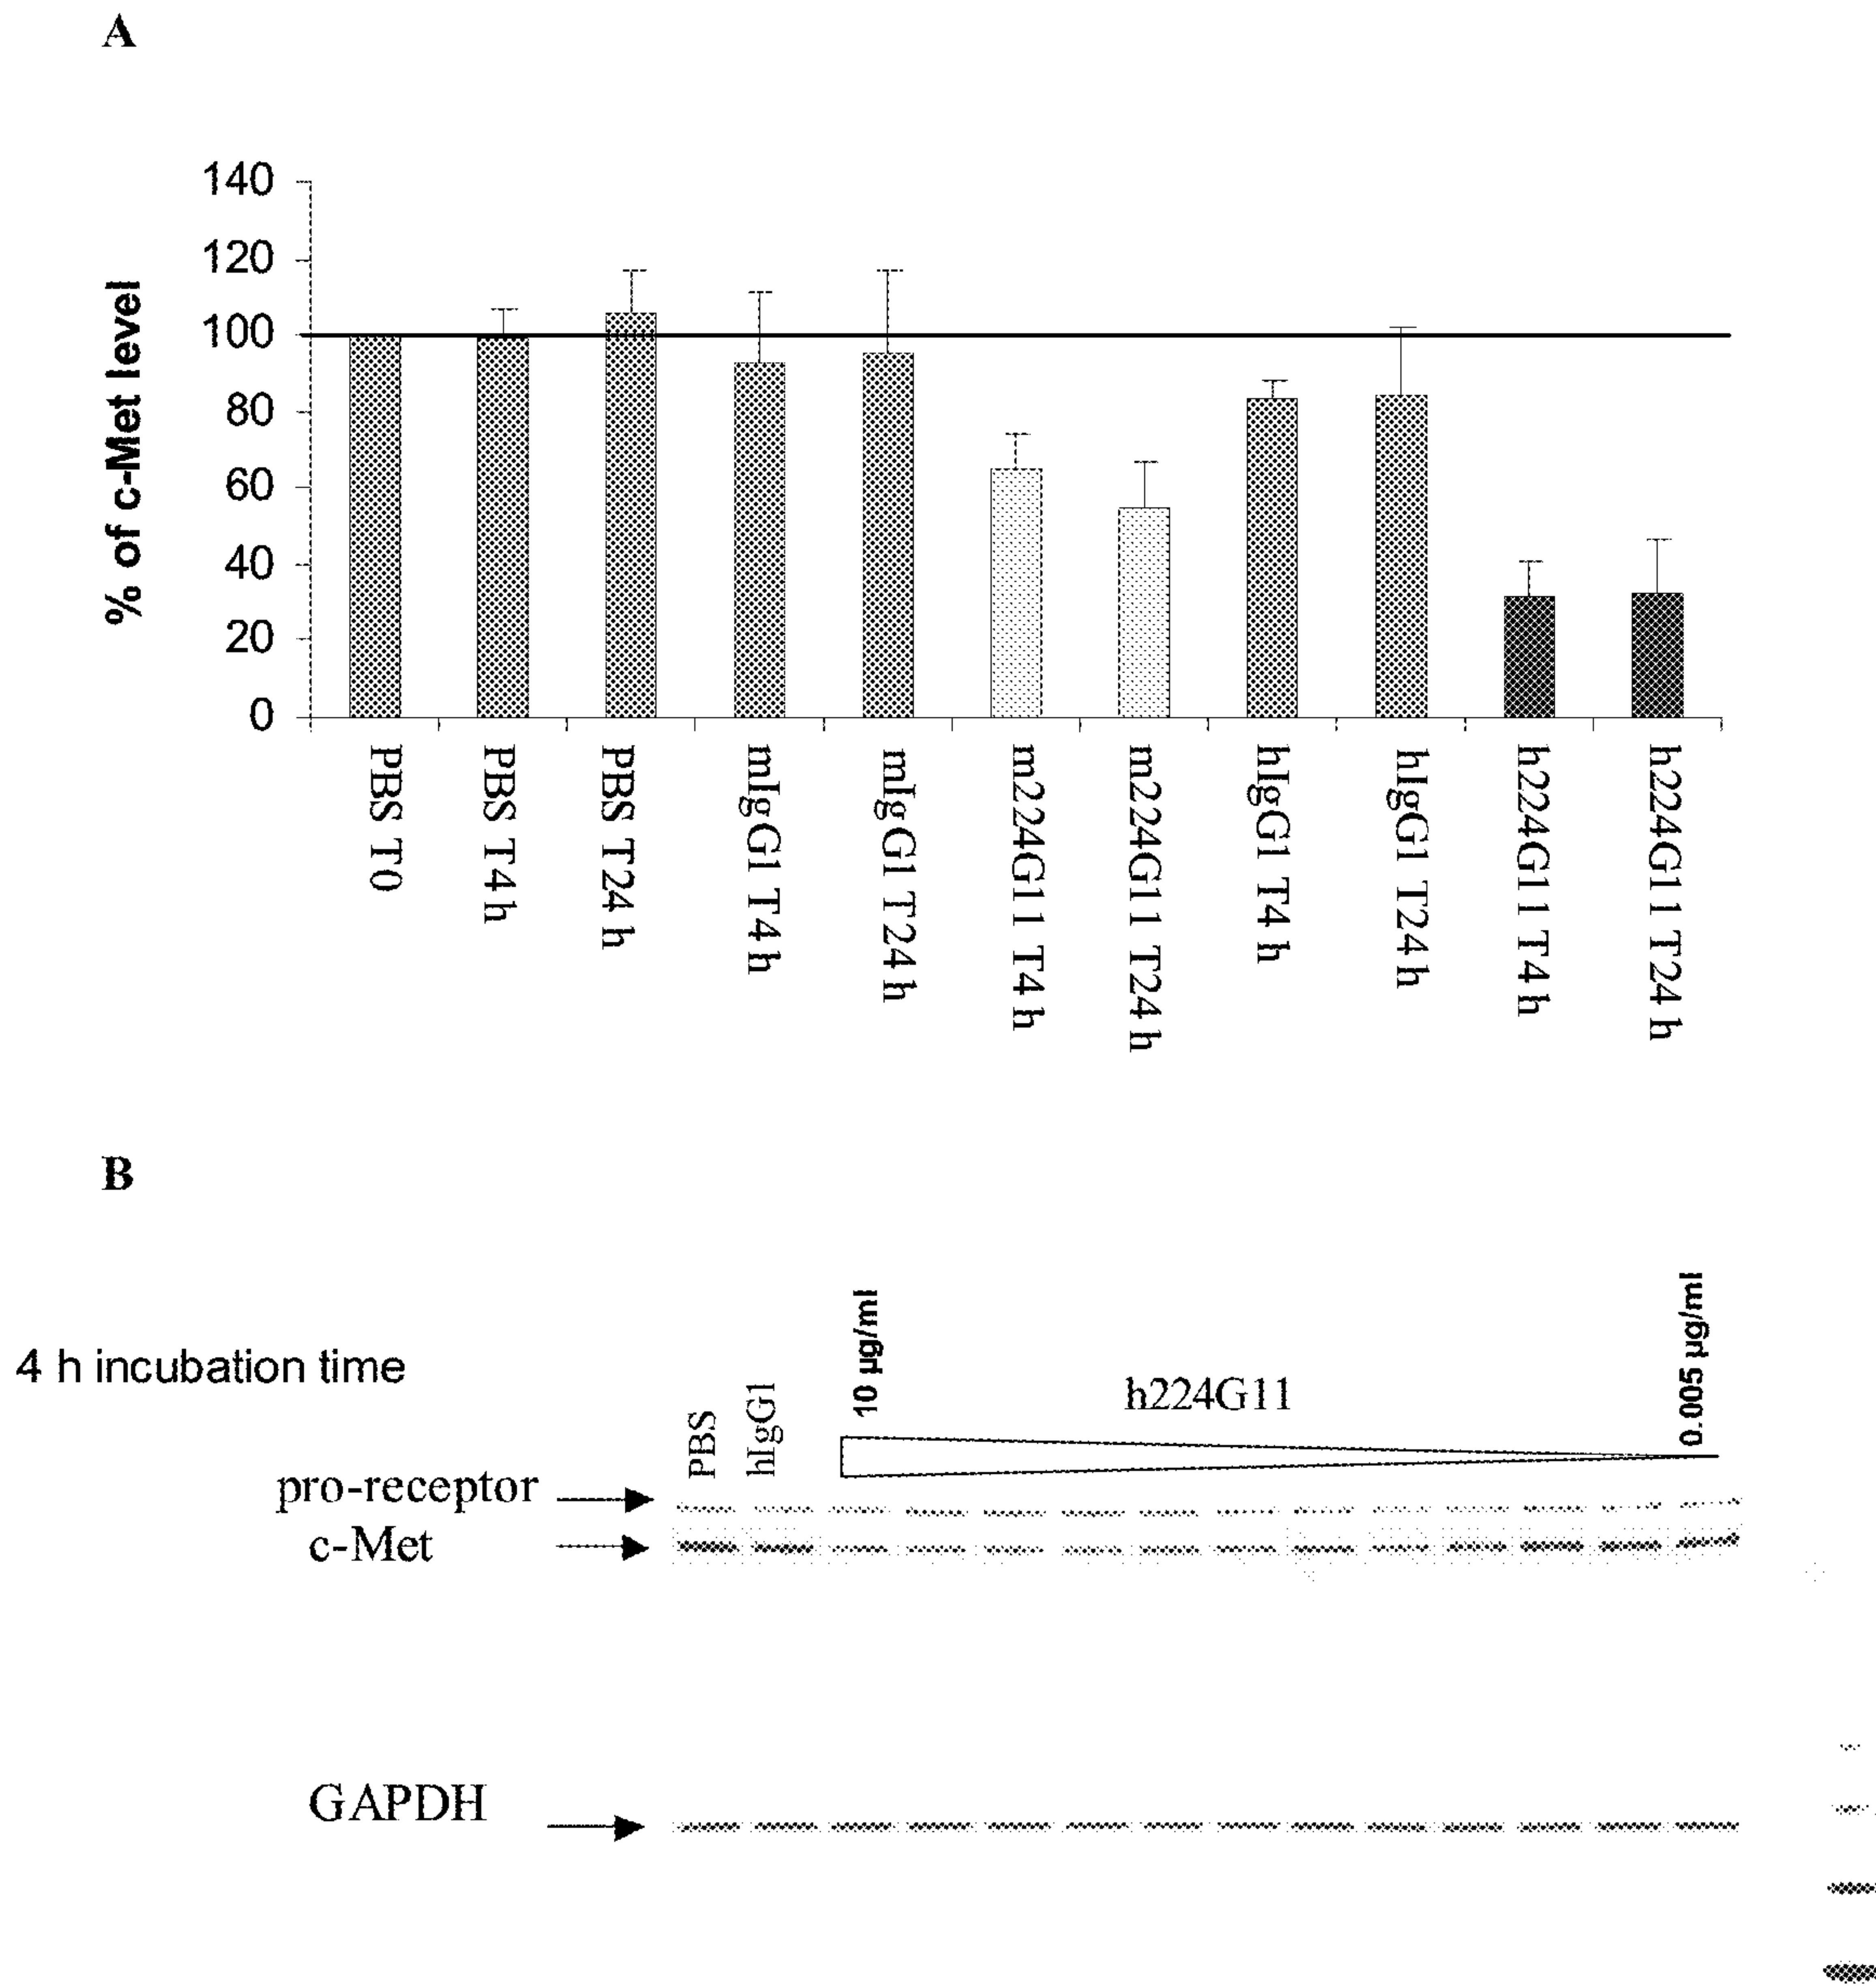 A
140
120
100
80
60
40
20
0
% of c-Met level
PBS T0
PBS T4 h
PBS T24 h
mIgG1 T4 h
mIgG1 T24 h
m224G11 T4 h
m224G11 T24 h
hIgG1 T4 h
hIgG1 T24 h
h224G11 T4 h
h224G11 T24 h
B
4 h incubation time
PBS
hIgG1
10 µg/ml
h224G11
0.005 µg/ml
pro-receptor
c-Met
GAPDH